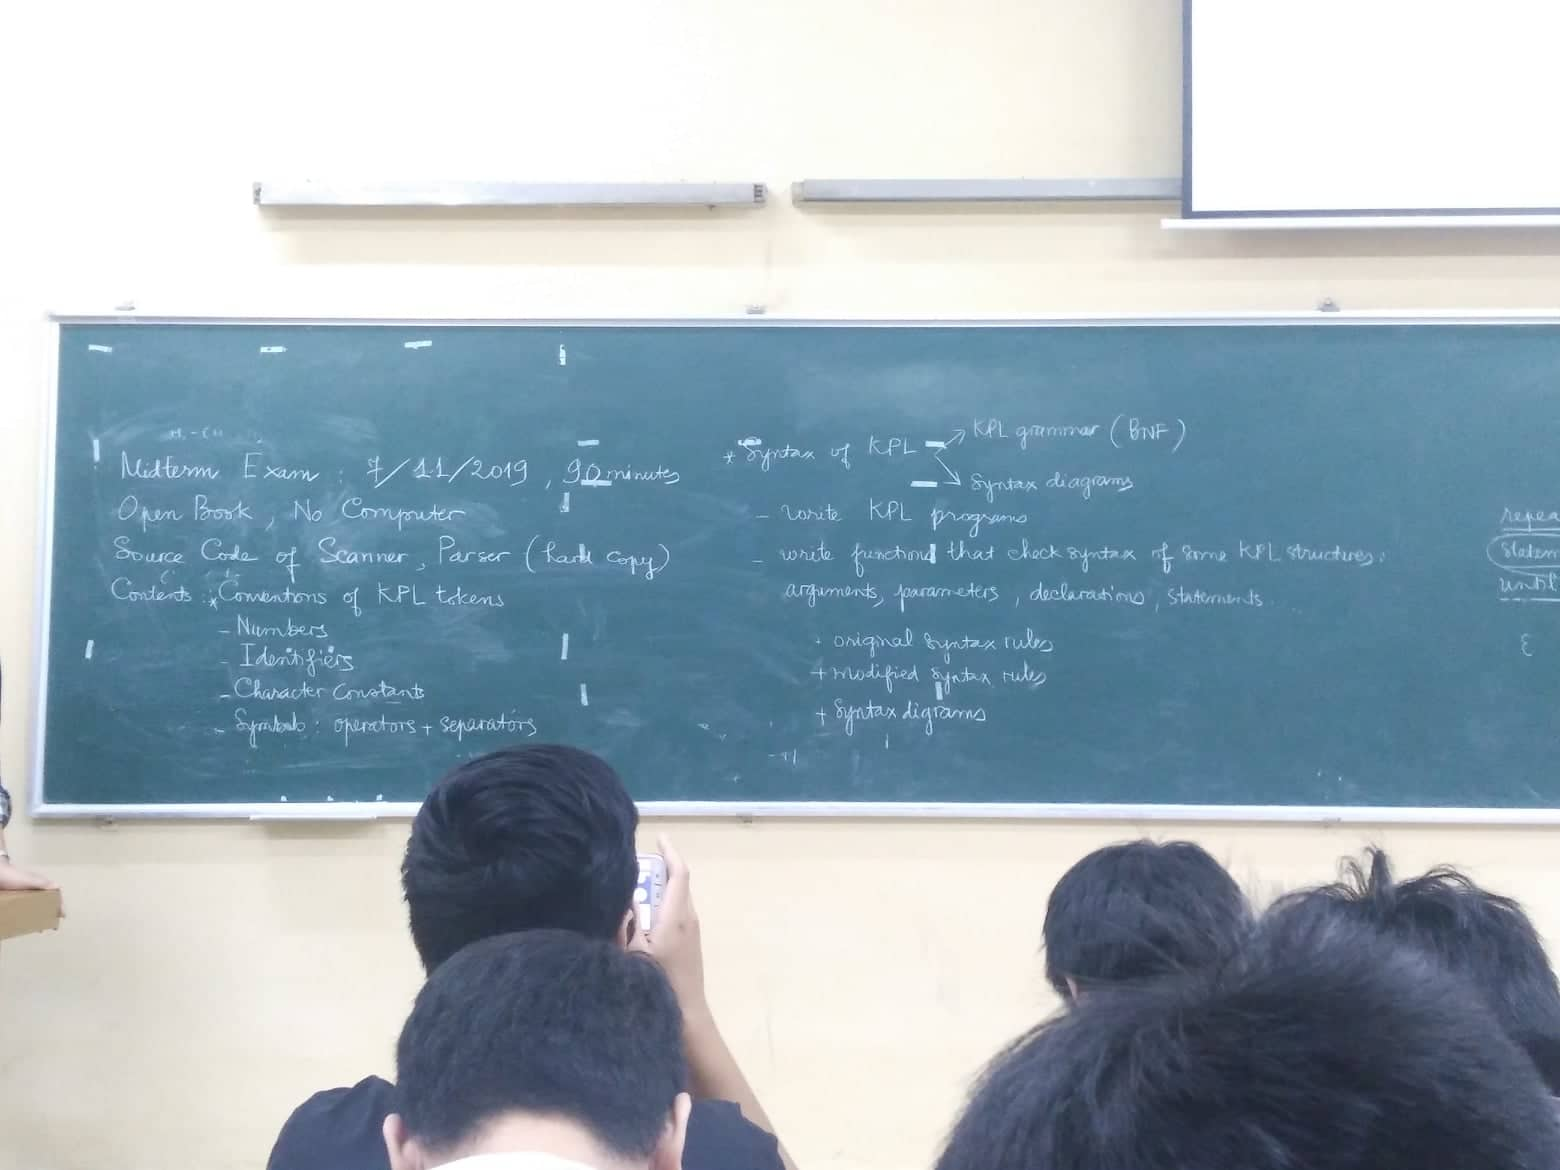 Midterm Exam : 7/11/2019 , 90 minutes
Open Book , No Computer
Source Code of Scanner, Parser (hard copy)
Contents : * Conventions of KPL tokens
- Numbers
- Identifiers
- Character Constants
- Symbols : operators + separators
* Syntax of KPL → KPL grammar (BNF)
↘ Syntax diagrams
- write KPL programs
- write functions that check syntax of some KPL structures:
arguments, parameters, declarations, statements...
+ original syntax rules
+ modified syntax rules
+ Syntax digrams
repea
Statem
until
ε